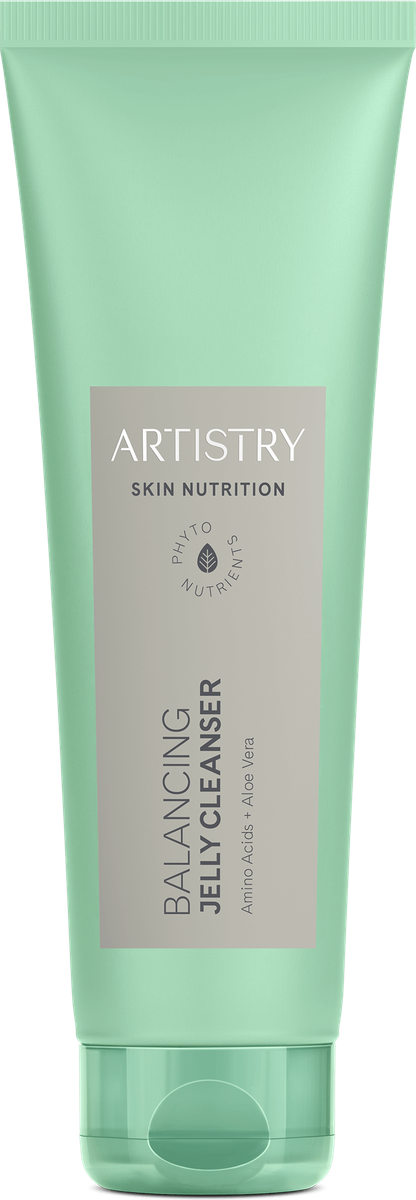 ARTISTRY
SKIN NUTRITION
PHYTO
NUTRIENTS
BALANCING
JELLY CLEANSER
Amino Acids + Aloe Vera